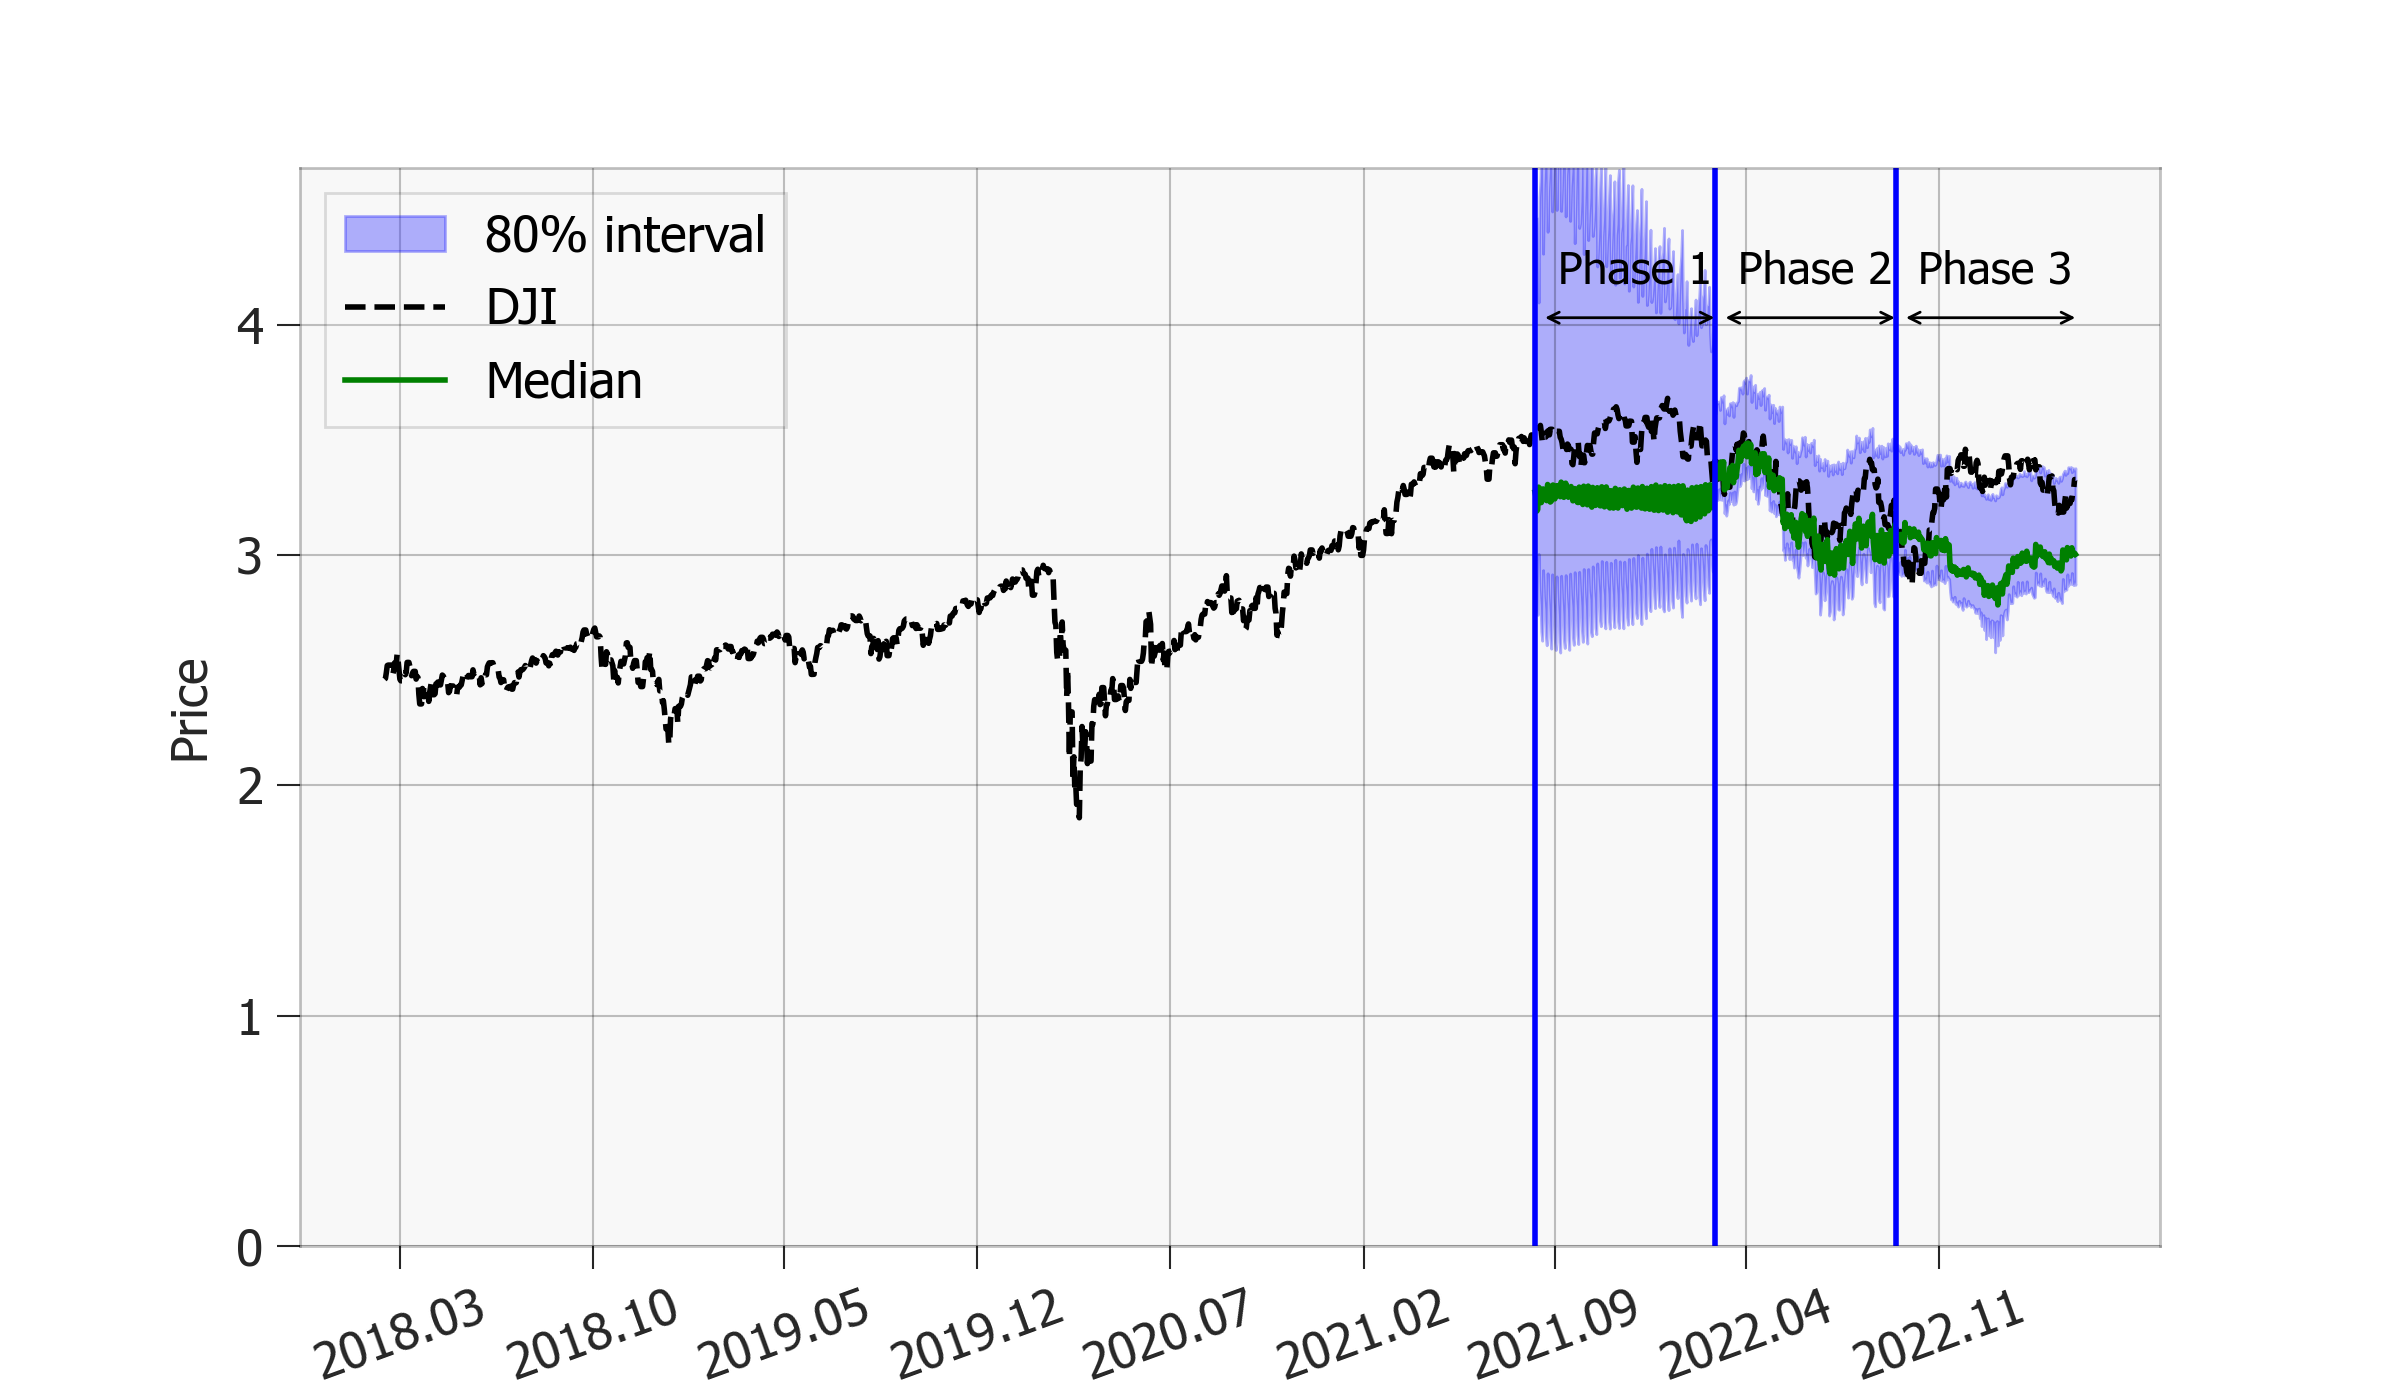 80% interval
DJI
Median
Phase 1
Phase 2
Phase 3
Price
4
3
2
1
0
2018.03
2018.10
2019.05
2019.12
2020.07
2021.02
2021.09
2022.04
2022.11